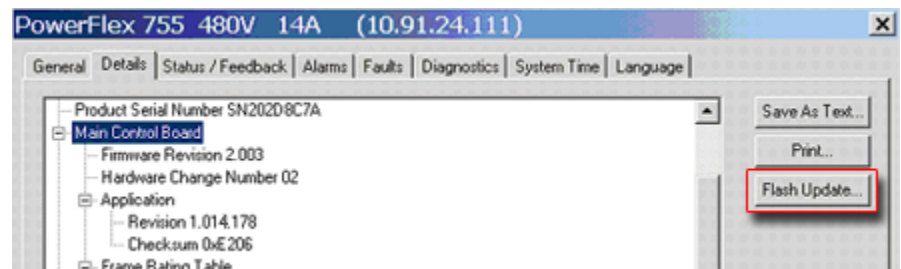 PowerFlex 755 480V 14A (10.91.24.111)
General Details Status / Feedback Alarms Faults Diagnostics System Time Language
Product Serial Number SN202D8C7A
Save As Text...
Main Control Board
Firmware Revision 2.003
Print...
Hardware Change Number 02
Flash Update...
Application
Revision 1.014.178
Checksum 0xE206
Frame Rating Table